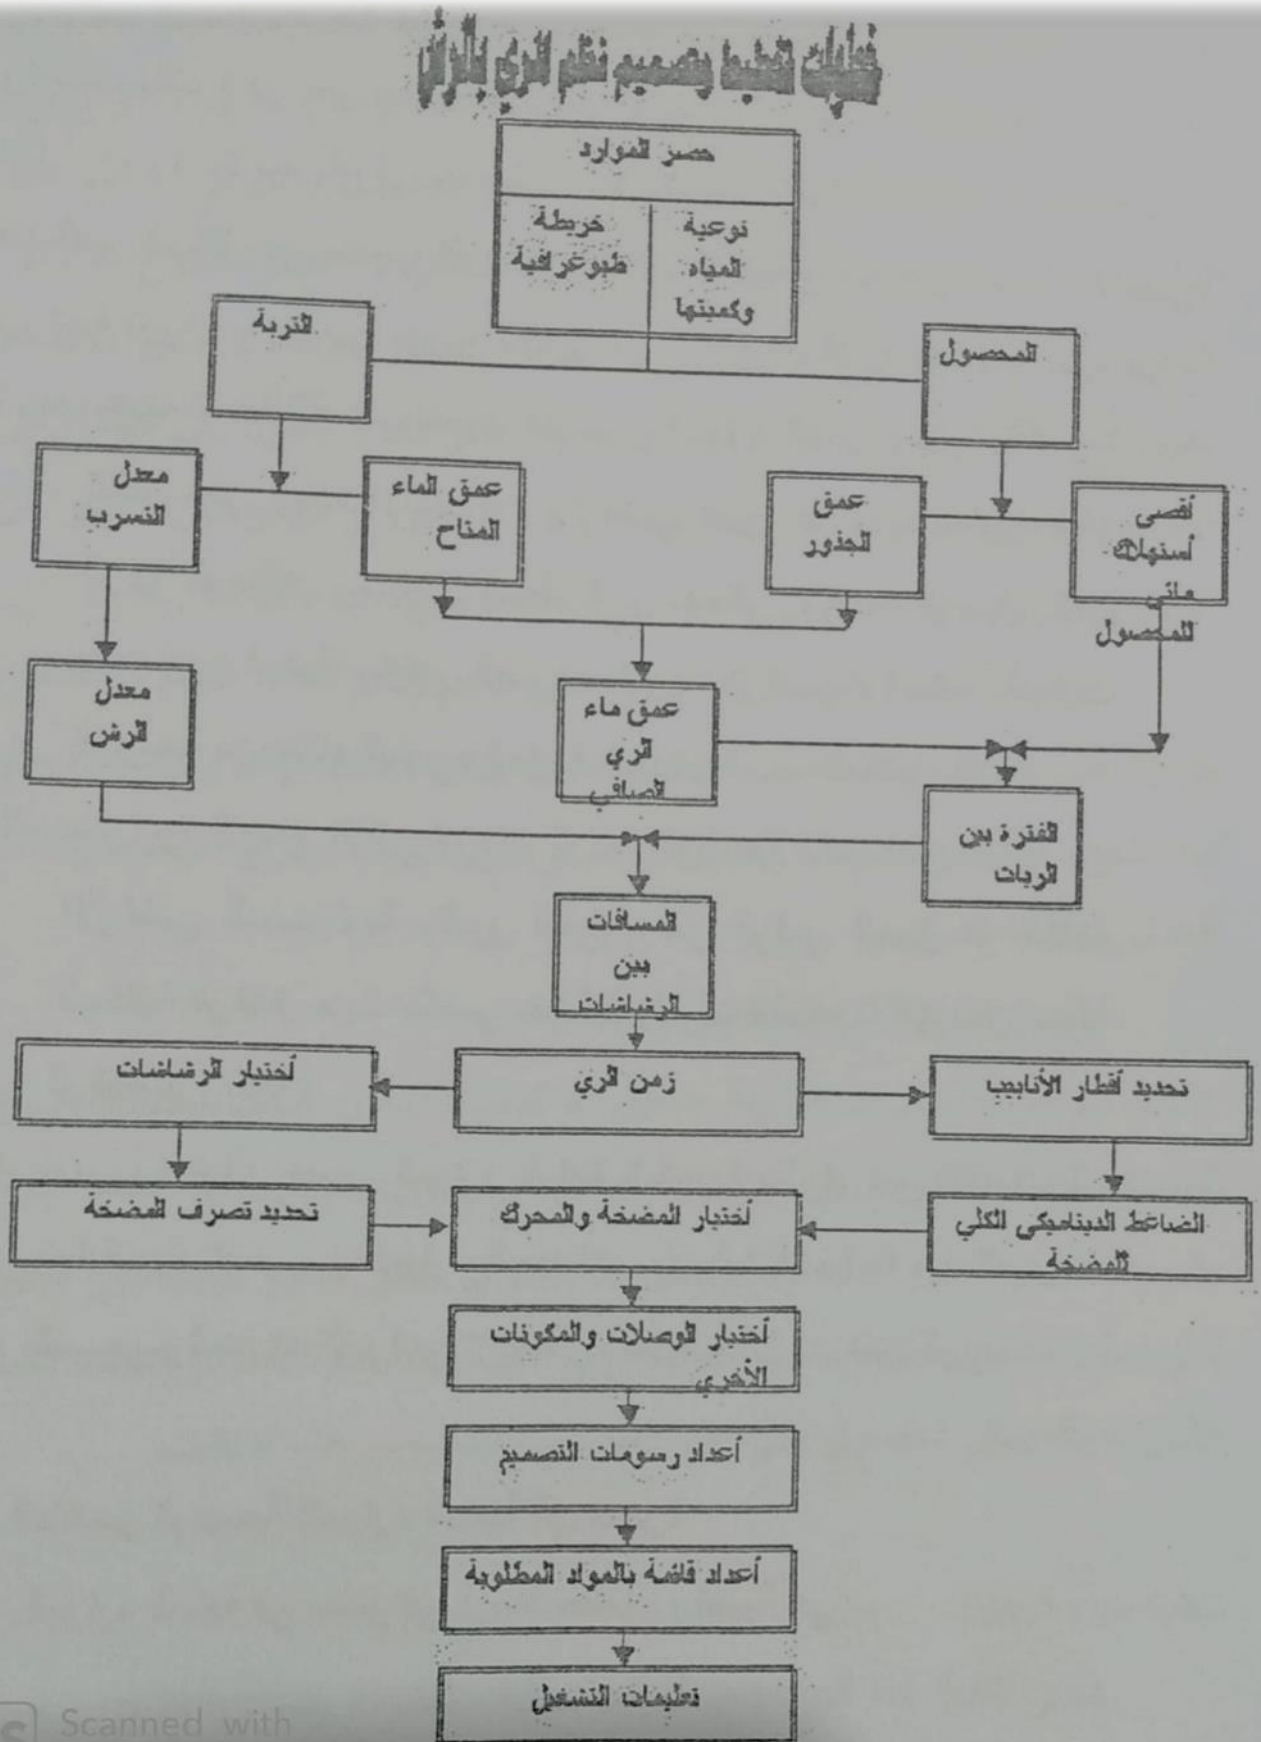 خطوات تخطيط وتصميم نظم الري بالرش
حصر الموارد
نوعية
المياه
وكميتها
خريطة
طبوغرافية
التربة
المحصول
معدل
التسرب
عمق الماء
المتاح
عمق
الجذور
أقصى
أستهلاك
مائي
للمحصول
معدل
الرش
عمق ماء
الري
الصافي
الفترة بين
الريات
المسافات
بين
الرشاشات
أختيار الرشاشات
زمن الري
تحديد أقطار الأنابيب
تحديد تصرف المضخة
أختيار المضخة والمحرك
الضاغط الديناميكي الكلي
للمضخة
أختيار الوصلات والمكونات
الأخري
أعداد رسومات التصميم
أعداد قائمة بالمواد المطلوبة
تعليمات التشغيل
Scanned with